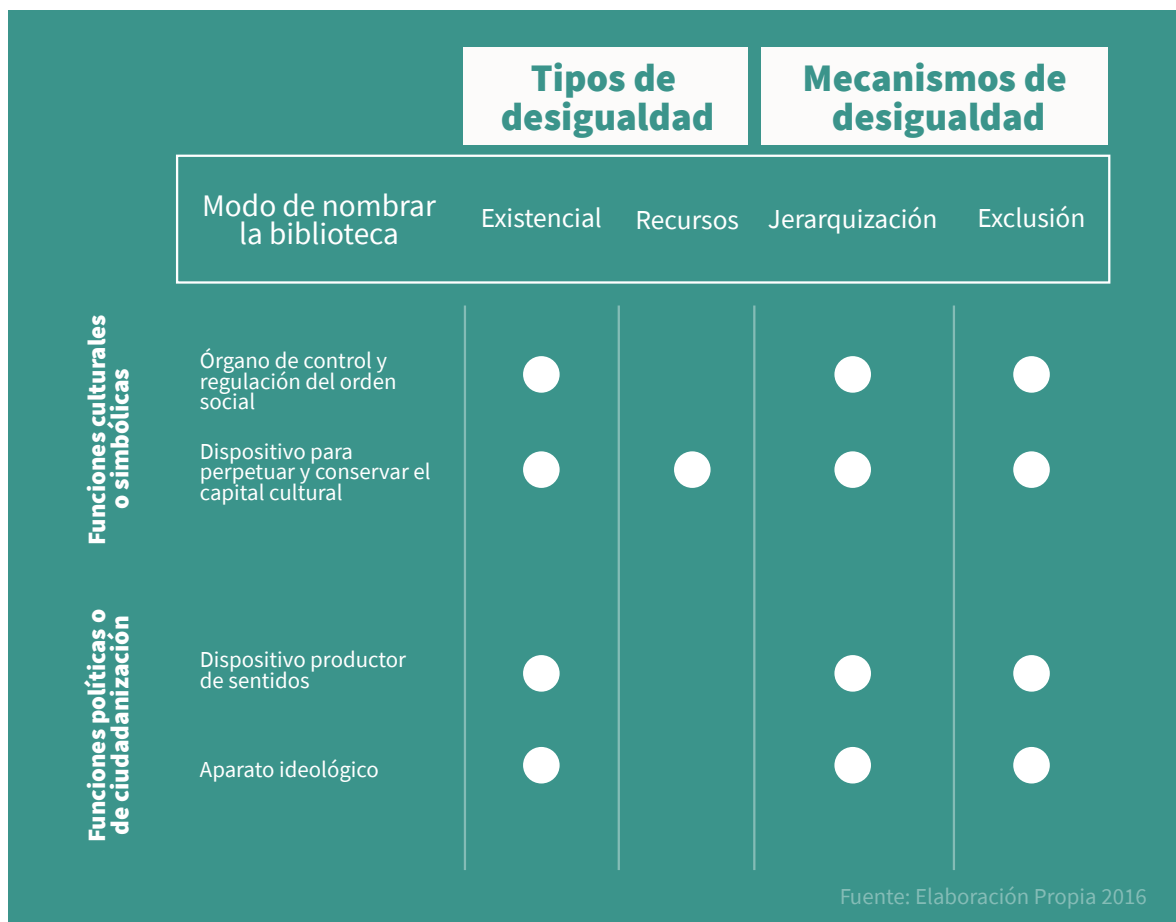 Tipos de
desigualdad
Mecanismos de
desigualdad
Modo de nombrar
la biblioteca
Existencial
Recursos
Jerarquización
Exclusión
Funciones culturales
o simbólicas
Órgano de control y
regulación del orden
social
Dispositivo para
perpetuar y conservar el
capital cultural
Funciones políticas o
de ciudadanización
Dispositivo productor
de sentidos
Aparato ideológico
Fuente: Elaboración Propia 2016